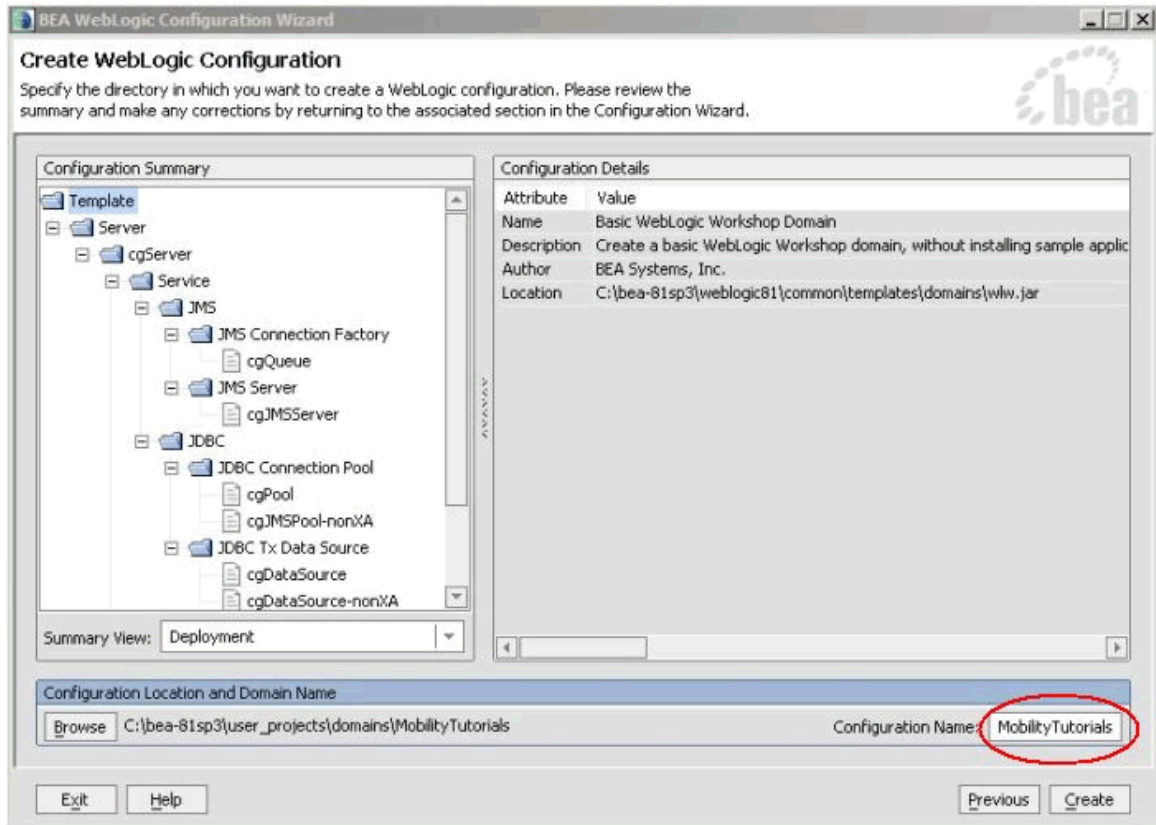 BEA WebLogic Configuration Wizard
Create WebLogic Configuration
Specify the directory in which you want to create a WebLogic configuration. Please review the
summary and make any corrections by returning to the associated section in the Configuration Wizard.
bea
Configuration Summary
Template
Server
cgServer
Service
JMS
JMS Connection Factory
cgQueue
JMS Server
cgJMSServer
JDBC
JDBC Connection Pool
cgPool
cgJMSPool-nonXA
JDBC Tx Data Source
cgDataSource
cgDataSource-nonXA
Summary View: Deployment
Configuration Details
Attribute Value
Name Basic WebLogic Workshop Domain
Description Create a basic WebLogic Workshop domain, without installing sample applic
Author BEA Systems, Inc.
Location C:\bea-81sp3\weblogic81\common\templates\domains\wlw.jar
Configuration Location and Domain Name
Browse C:\bea-81sp3\user_projects\domains\MobilityTutorials Configuration Name: MobilityTutorials
Exit Help Previous Create